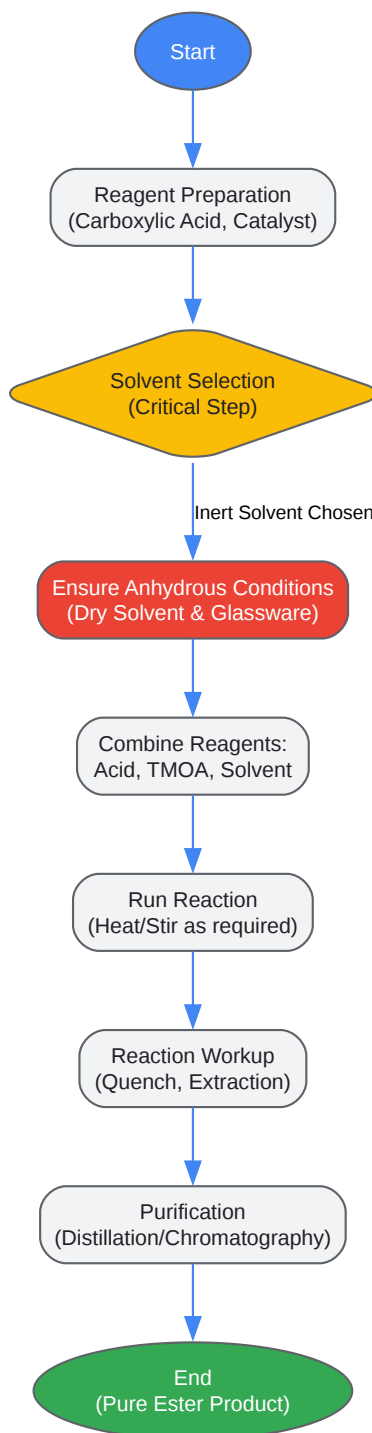 Start
Reagent Preparation
(Carboxylic Acid, Catalyst)
Solvent Selection
(Critical Step)
Inert Solvent Chosen
Ensure Anhydrous Conditions
(Dry Solvent & Glassware)
Combine Reagents:
Acid, TMOA, Solvent
Run Reaction
(Heat/Stir as required)
Reaction Workup
(Quench, Extraction)
Purification
(Distillation/Chromatography)
End
(Pure Ester Product)